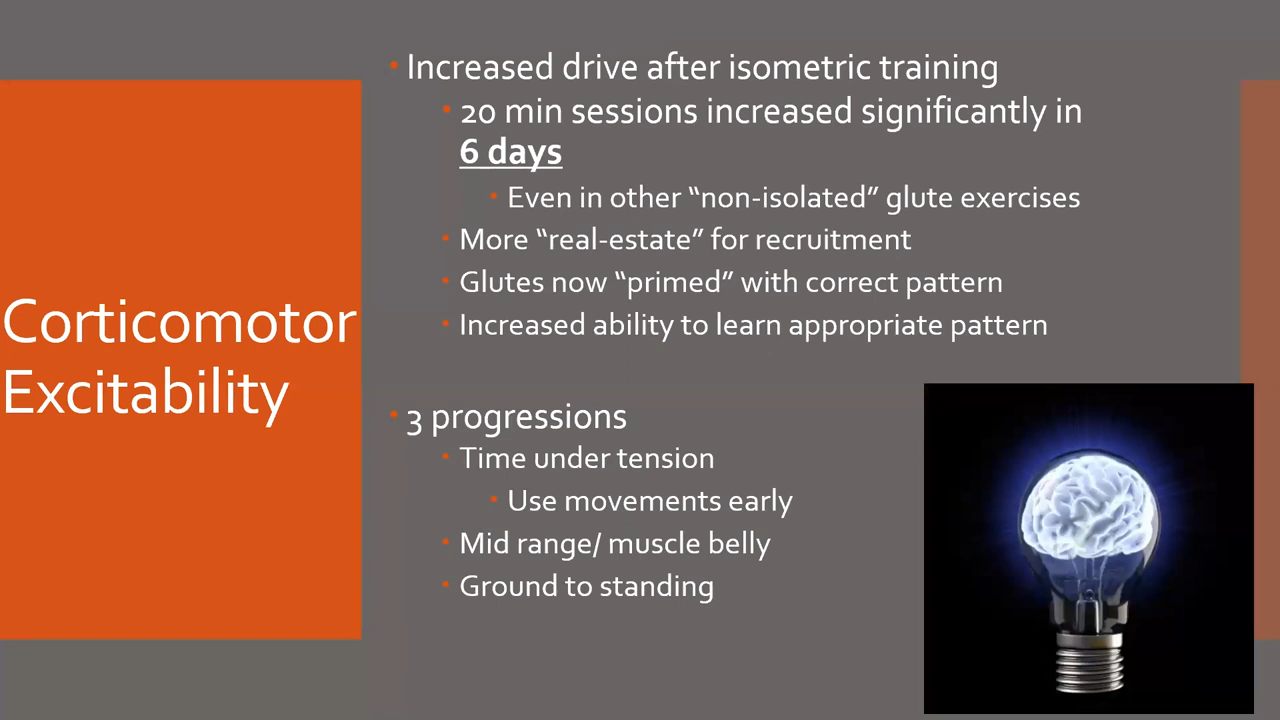 Corticomotor
Excitability
Increased drive after isometric training
20 min sessions increased significantly in
6 days
Even in other “non-isolated” glute exercises
More “real-estate” for recruitment
Glutes now “primed” with correct pattern
Increased ability to learn appropriate pattern
3 progressions
Time under tension
Use movements early
Mid range/ muscle belly
Ground to standing